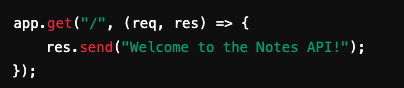 app.get("/", (req, res) => {
    res.send("Welcome to the Notes API!");
});